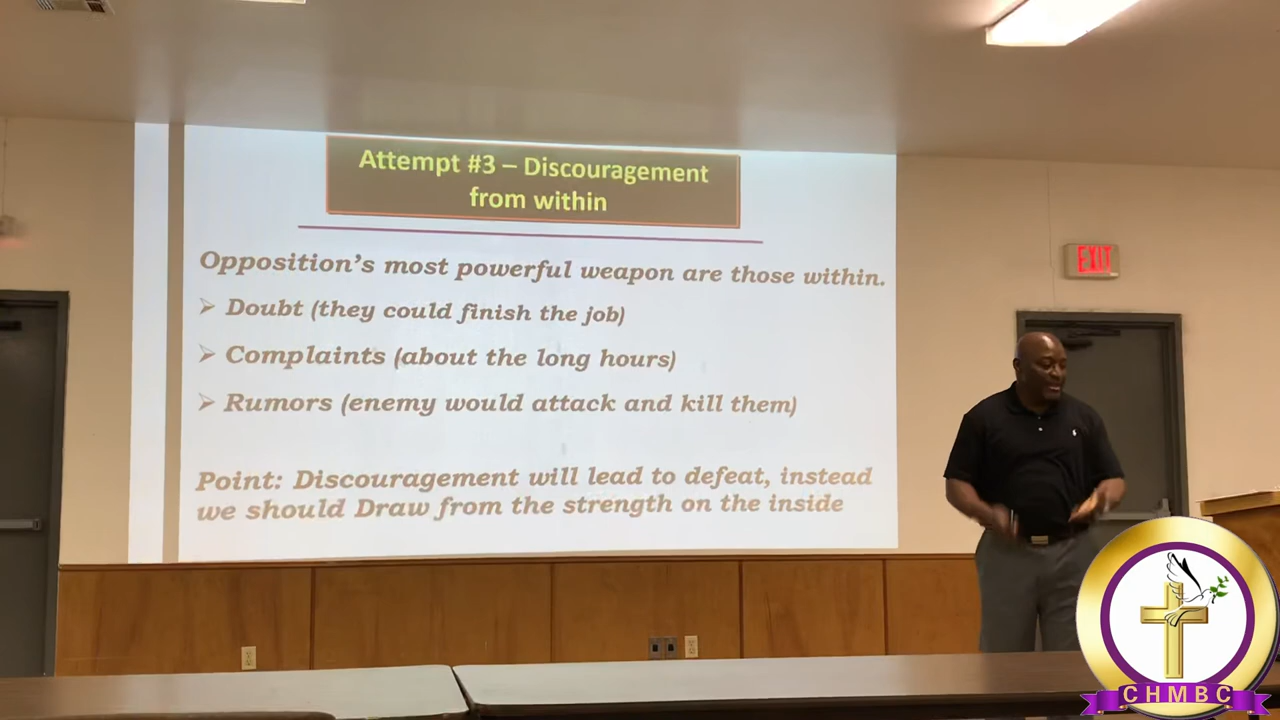 Attempt #3 – Discouragement
from within
Opposition's most powerful weapon are those within.
➢ Doubt (they could finish the job)
➢ Complaints (about the long hours)
➢ Rumors (enemy would attack and kill them)
Point: Discouragement will lead to defeat, instead
we should Draw from the strength on the inside
EXIT
CHMBC